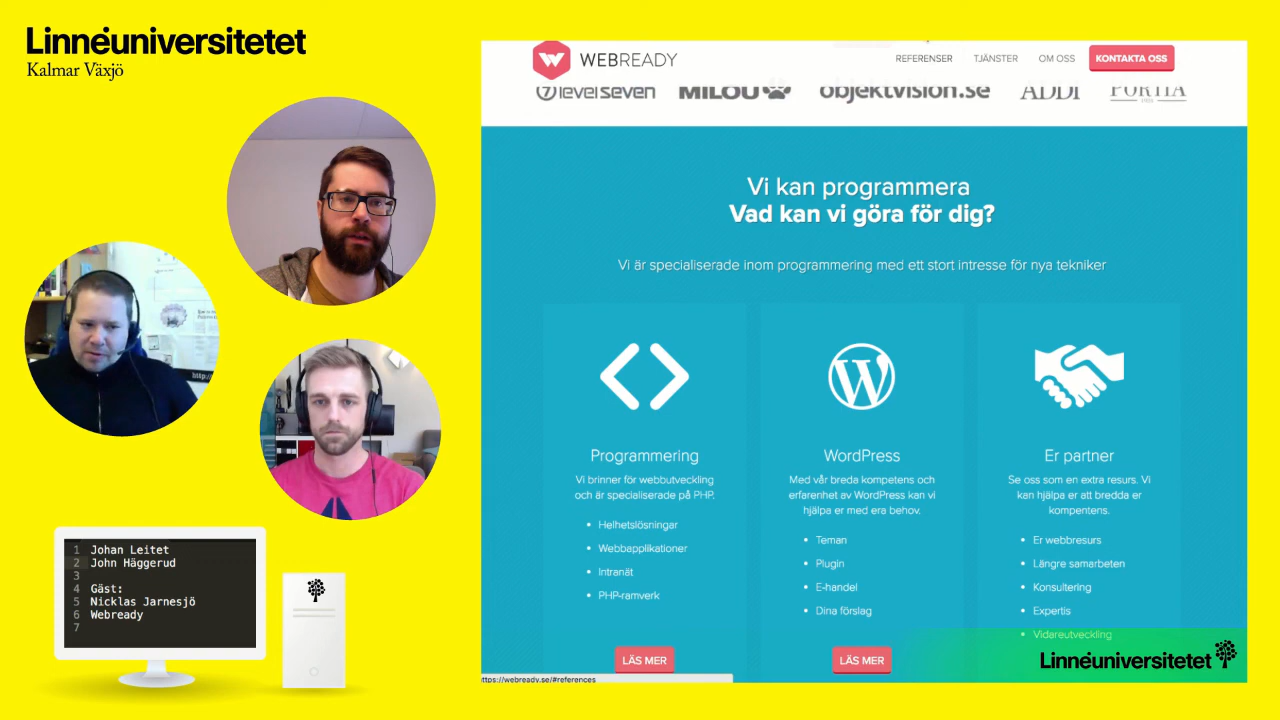 Linnéuniversitetet
Kalmar Växjö
WEBREADY
REFERENSER
TJÄNSTER
OM OSS
KONTAKTA OSS
7 levelseven
MILOU
objektvision.se
ADDI
PORTIA
Vi kan programmera
Vad kan vi göra för dig?
Vi är specialiserade inom programmering med ett stort intresse för nya tekniker
Programmering
Vi brinner för webbutveckling
och är specialiserade på PHP.
• Helhetslösningar
• Webbapplikationer
• Intranät
• PHP-ramverk
LÄS MER
WordPress
Med vår breda kompetens och
erfarenhet av WordPress kan vi
hjälpa er med era behov.
• Teman
• Plugin
• E-handel
• Dina förslag
LÄS MER
Er partner
Se oss som en extra resurs. Vi
kan hjälpa er att bredda er
kompentens.
• Er webbresurs
• Längre samarbeten
• Konsultering
• Expertis
• Vidareutveckling
Linnéuniversitetet
https://webready.se/#references
1 Johan Leitet
2 John Häggerud
3
4 Gäst:
5 Nicklas Jarnesjö
6 Webready
7